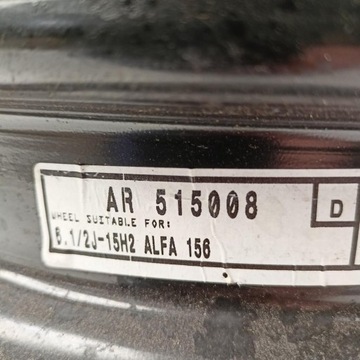 AR 515008
D
WHEEL SUITABLE FOR:
6.1/2J-15H2 ALFA 156